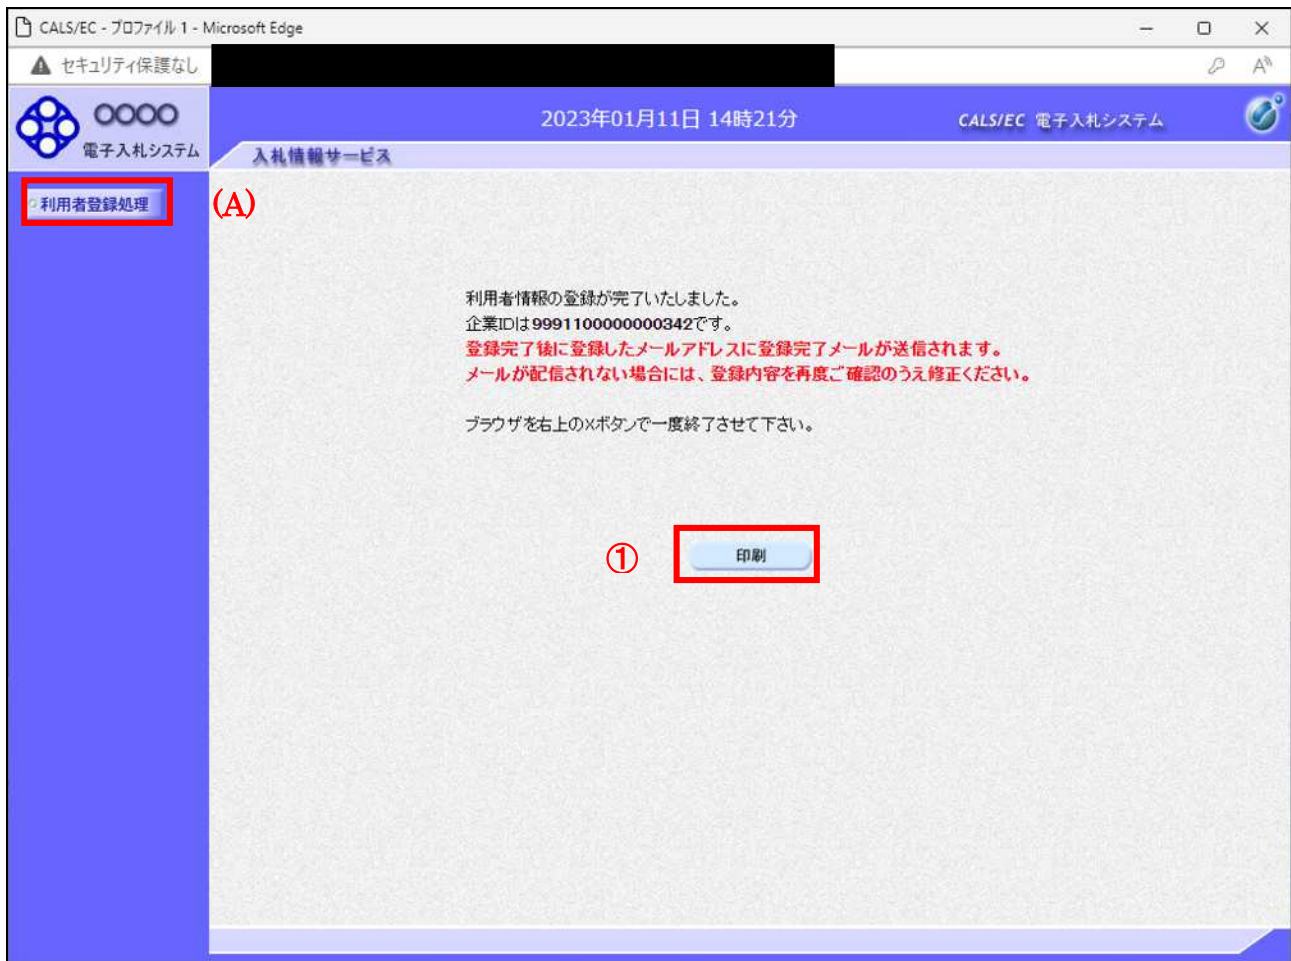 CALS/EC - プロファイル 1 - Microsoft Edge
セキュリティ保護なし
OOOO
電子入札システム
2023年01月11日 14時21分
CALS/EC 電子入札システム
入札情報サービス
利用者登録処理
(A)
利用者情報の登録が完了いたしました。
企業IDは9991100000000342です。
登録完了後に登録したメールアドレスに登録完了メールが送信されます。
メールが配信されない場合には、登録内容を再度ご確認のうえ修正ください。
ブラウザを右上の×ボタンで一度終了させて下さい。
① 印刷